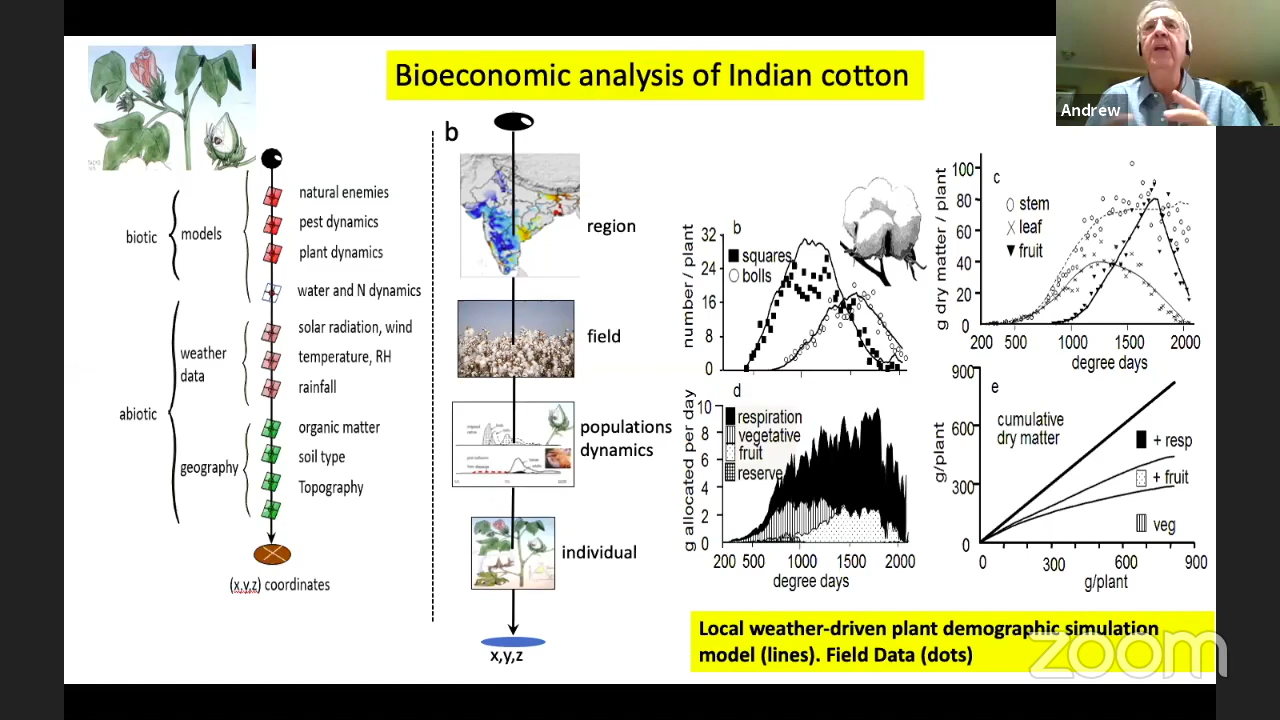 Bioeconomic analysis of Indian cotton
Andrew
biotic
models
natural enemies
pest dynamics
plant dynamics
water and N dynamics
abiotic
weather
data
solar radiation, wind
temperature, RH
rainfall
geography
organic matter
soil type
Topography
(x,y,z) coordinates
b
region
field
populations
dynamics
individual
x,y,z
b
number / plant
32
24
16
8
0
squares
bolls
c
g dry matter / plant
100
80
60
40
20
0
stem
leaf
fruit
200 500 1000 1500 2000
degree days
d
g allocated per day
10
8
6
4
2
0
respiration
vegetative
fruit
reserve
200 500 1000 1500 2000
degree days
e
g/plant
900
600
300
0
cumulative
dry matter
+ resp
+ fruit
veg
0 300 600 900
g/plant
Local weather-driven plant demographic simulation
model (lines). Field Data (dots)
zoom